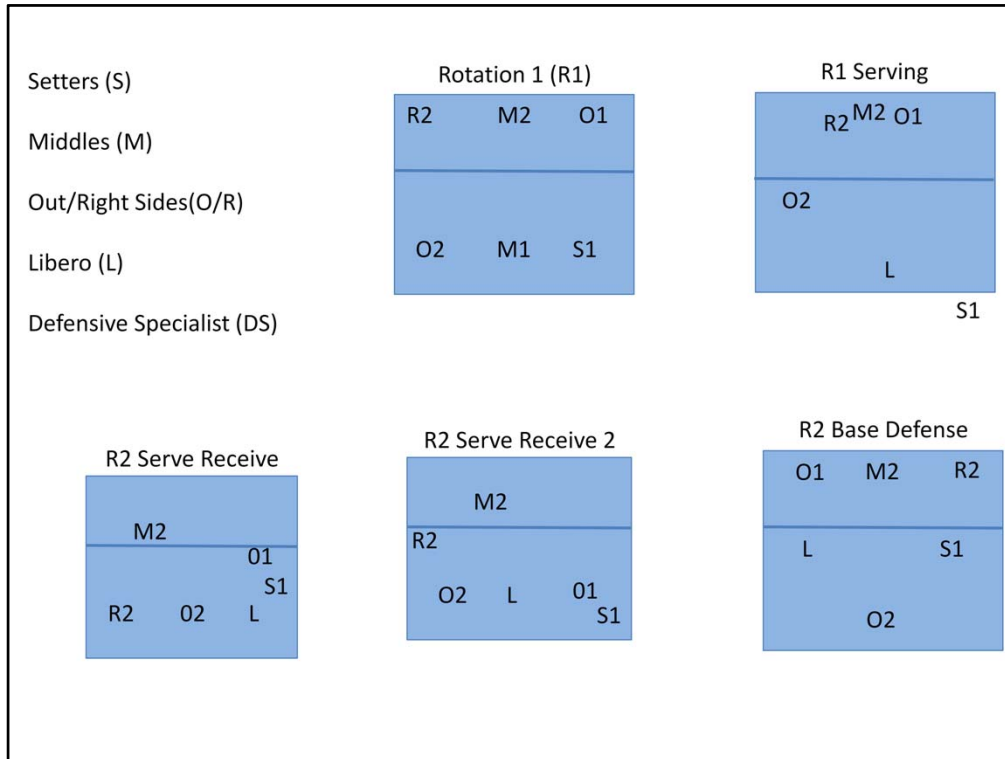 Setters (S)
Middles (M)
Out/Right Sides(O/R)
Libero (L)
Defensive Specialist (DS)
Rotation 1 (R1)
R2 M2 O1
O2 M1 S1
R1 Serving
R2 M2 O1
O2
L
S1
R2 Serve Receive
M2
01
S1
R2 02 L
R2 Serve Receive 2
M2
R2
O2 L 01
S1
R2 Base Defense
O1 M2 R2
L S1
O2